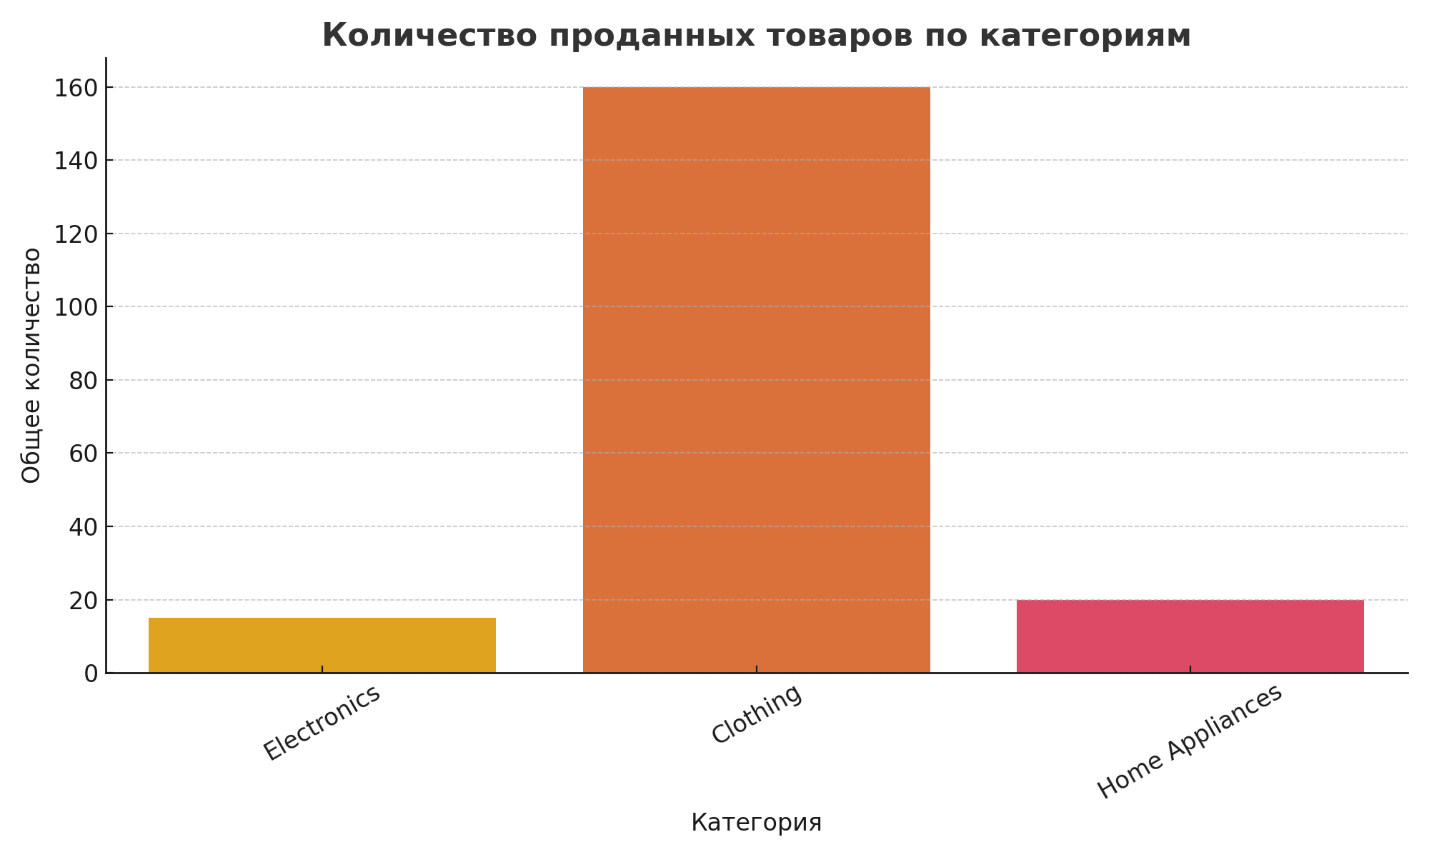 Количество проданных товаров по категориям
Общее количество
160
140
120
100
80
60
40
20
0
Electronics
Clothing
Home Appliances
Категория